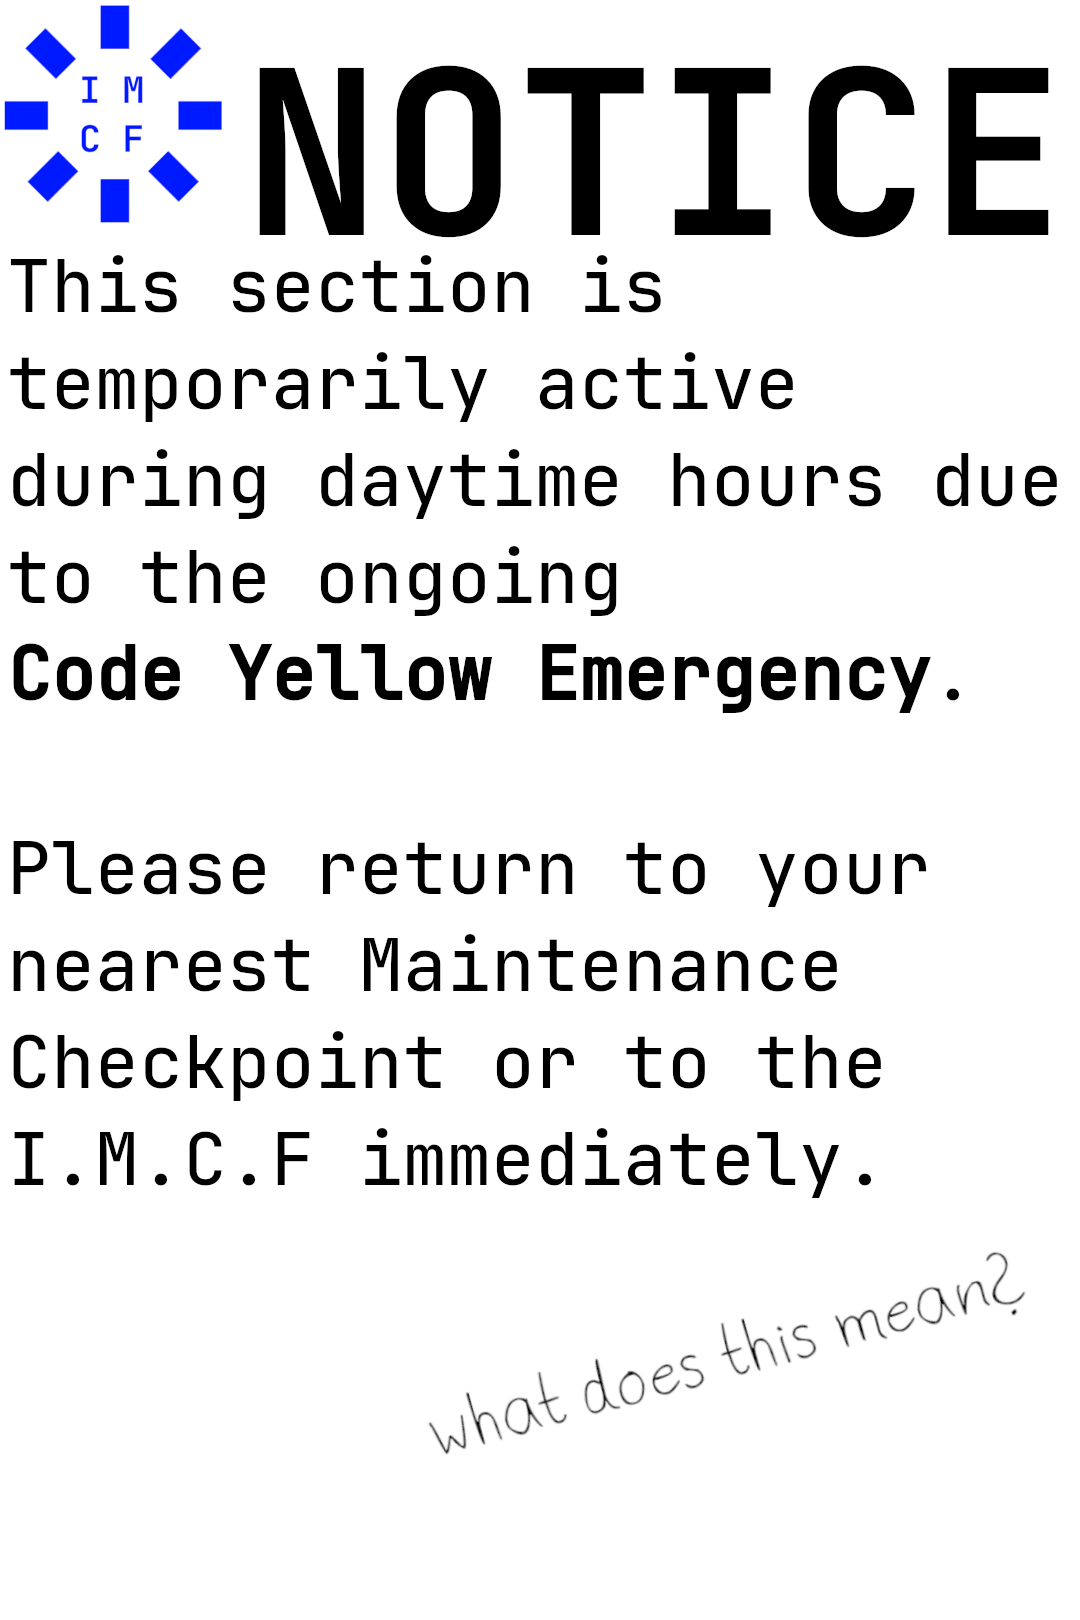 I M
C F
NOTICE
This section is
temporarily active
during daytime hours due
to the ongoing
Code Yellow Emergency.
Please return to your
nearest Maintenance
Checkpoint or to the
I.M.C.F immediately.
what does this mean?